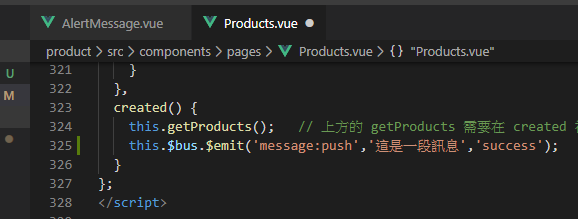 AlertMessage.vue Products.vue
product > src > components > pages > Products.vue > {} "Products.vue"
U
M
321 }
322 },
323 created() {
324 this.getProducts(); // 上方的 getProducts 需要在 created
325 this.$bus.$emit('message:push','這是一段訊息','success');
326 }
327 };
328 </script>